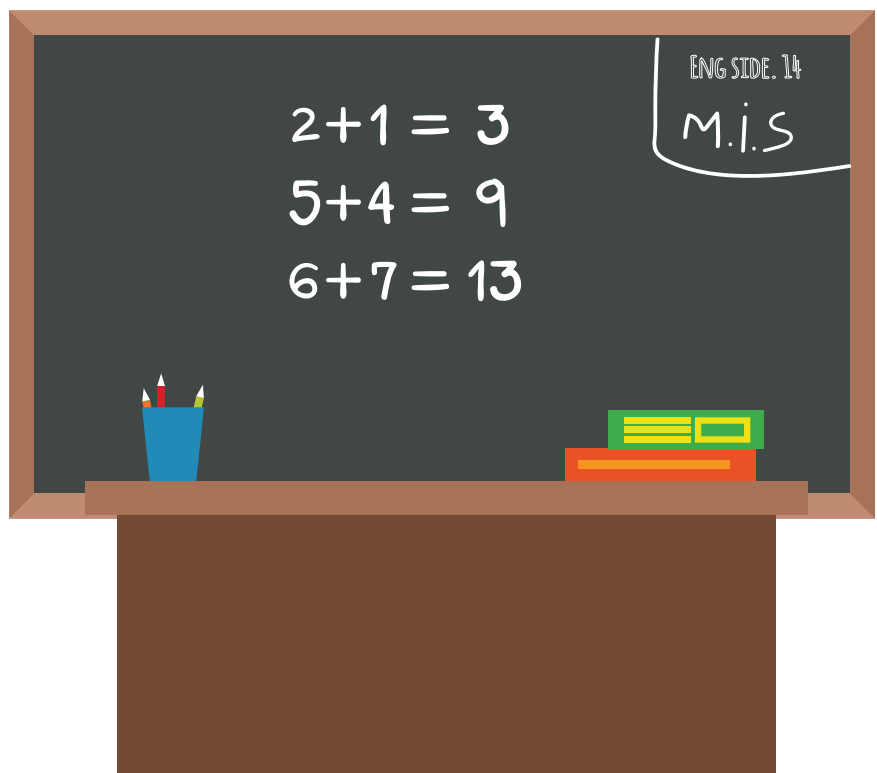 2+1 = 3
5+4 = 9
6+7 = 13
ENG SIDE. 14
M.i.S